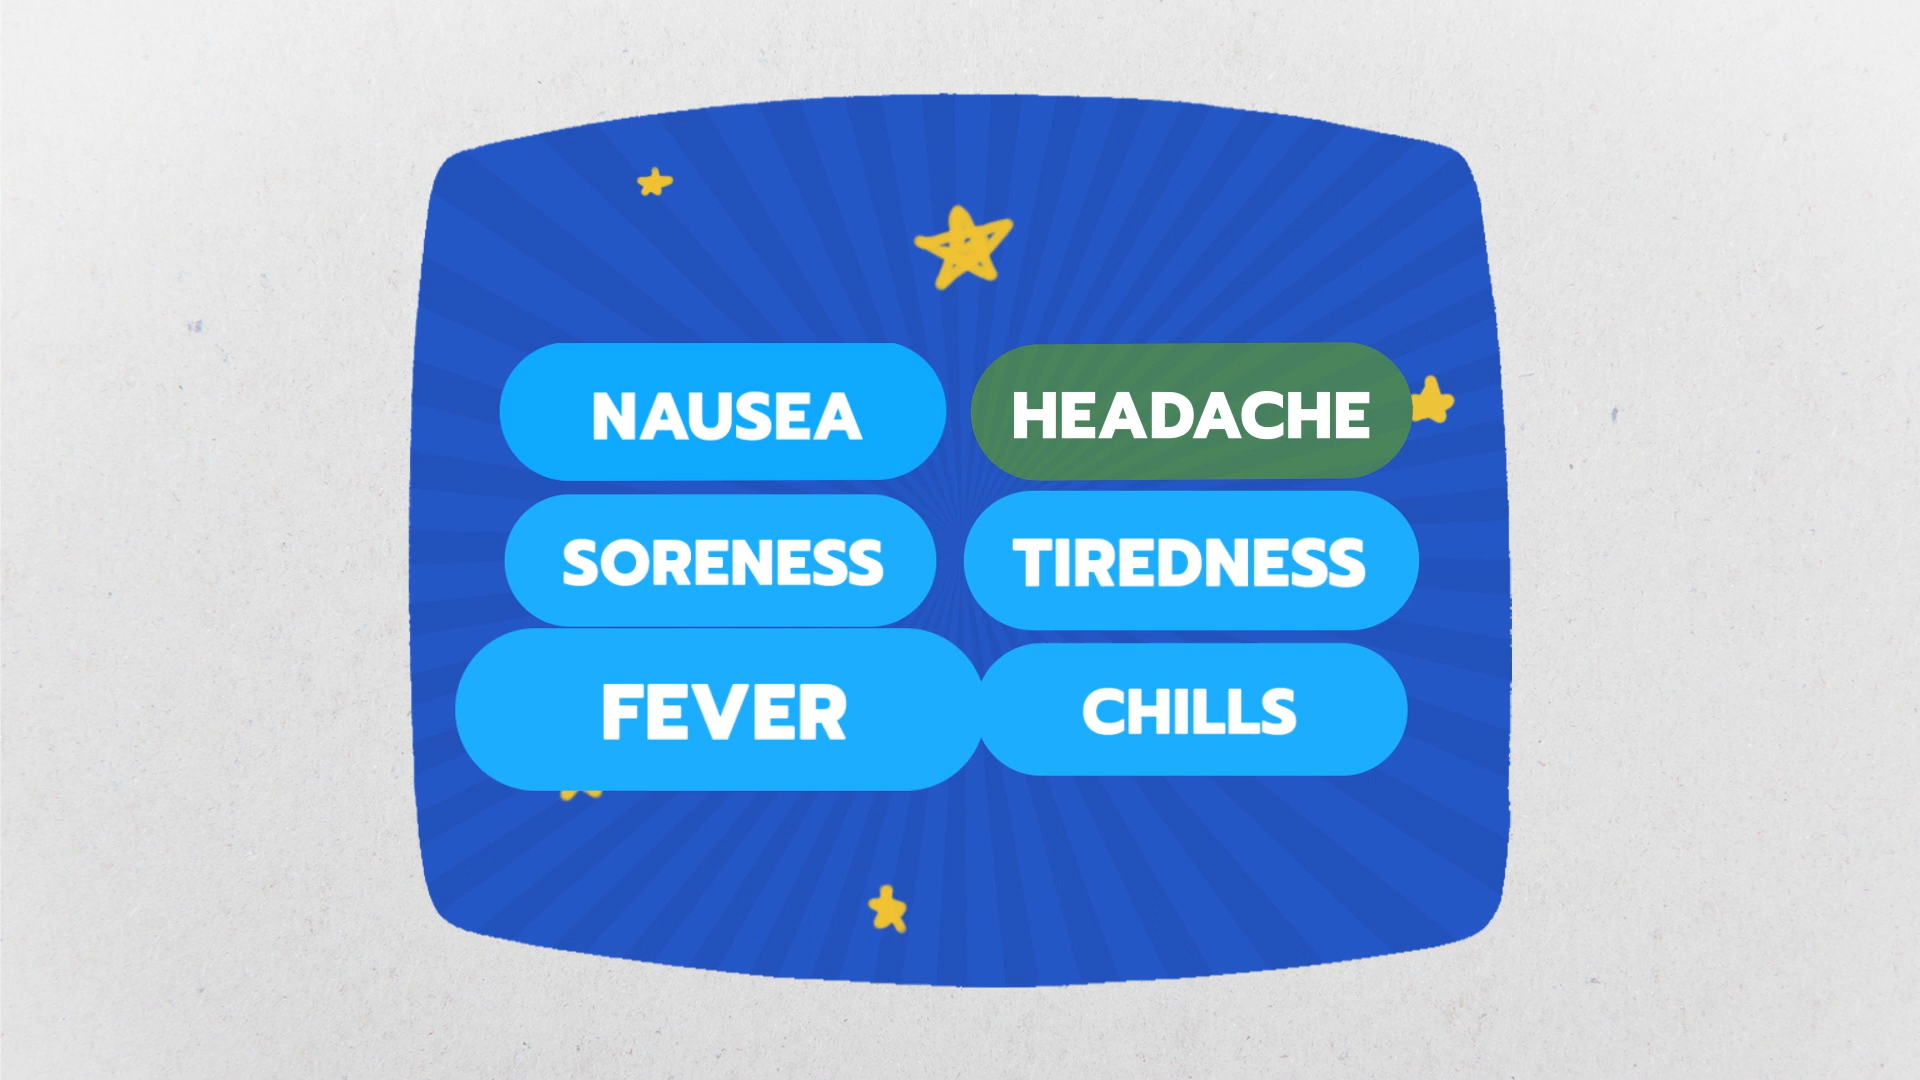 NAUSEA
HEADACHE
SORENESS
TIREDNESS
FEVER
CHILLS